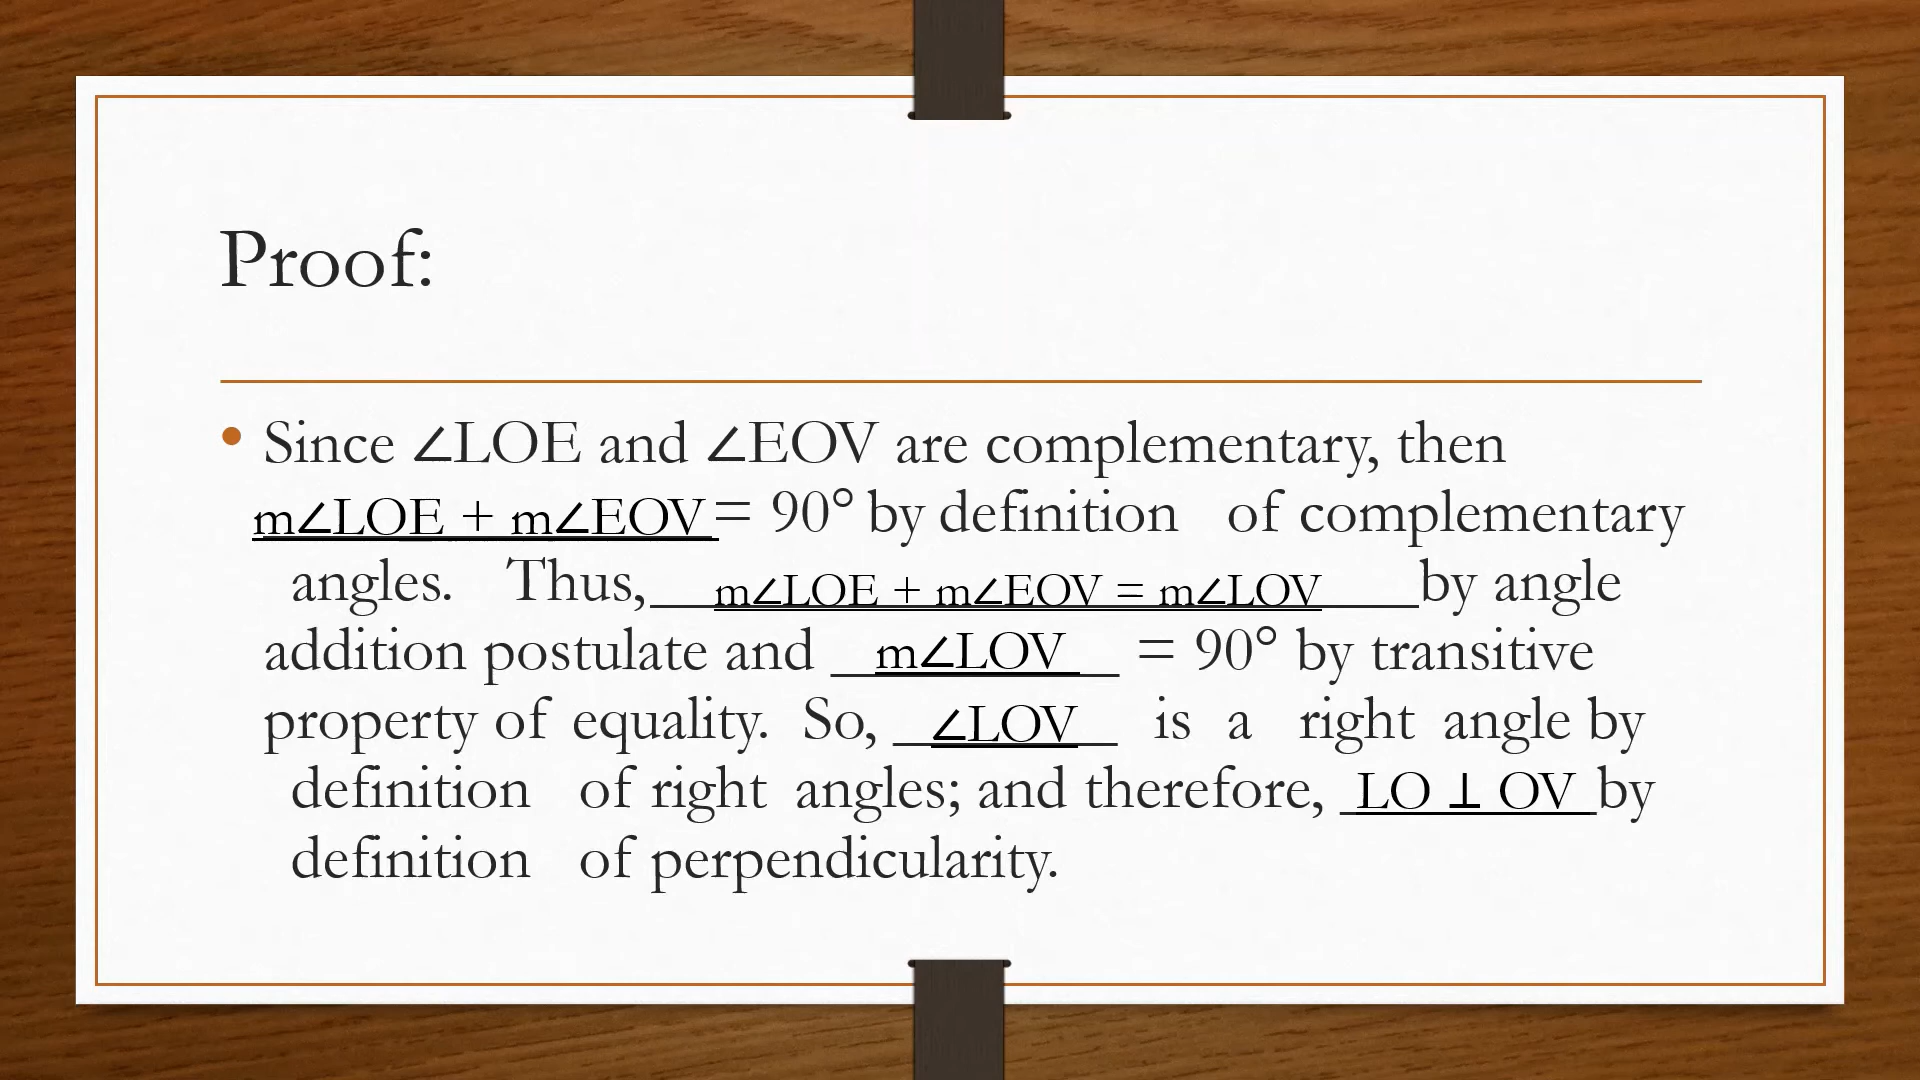 Proof:
• Since ∠LOE and ∠EOV are complementary, then
m∠LOE + m∠EOV = 90° by definition of complementary
angles. Thus, m∠LOE + m∠EOV = m∠LOV by angle
addition postulate and m∠LOV = 90° by transitive
property of equality. So, ∠LOV is a right angle by
definition of right angles; and therefore, LO ⊥ OV by
definition of perpendicularity.